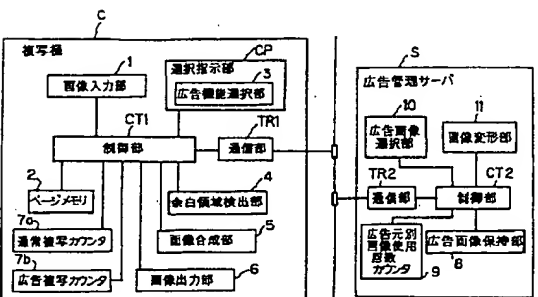 C
複写機
1
画像入力部
CP
選択指示部
3
広告機能選択部
CT1
制御部
TR1
通信部
2
ページメモリ
4
余白領域検出部
7a
通常複写カウンタ
5
画像合成部
7b
広告複写カウンタ
6
画像出力部
S
広告管理サーバ
10
広告画像
選択部
11
画像変形部
TR2
通信部
CT2
制御部
広告元別
画像使用
回数
カウンタ
9
広告画像保持部
8